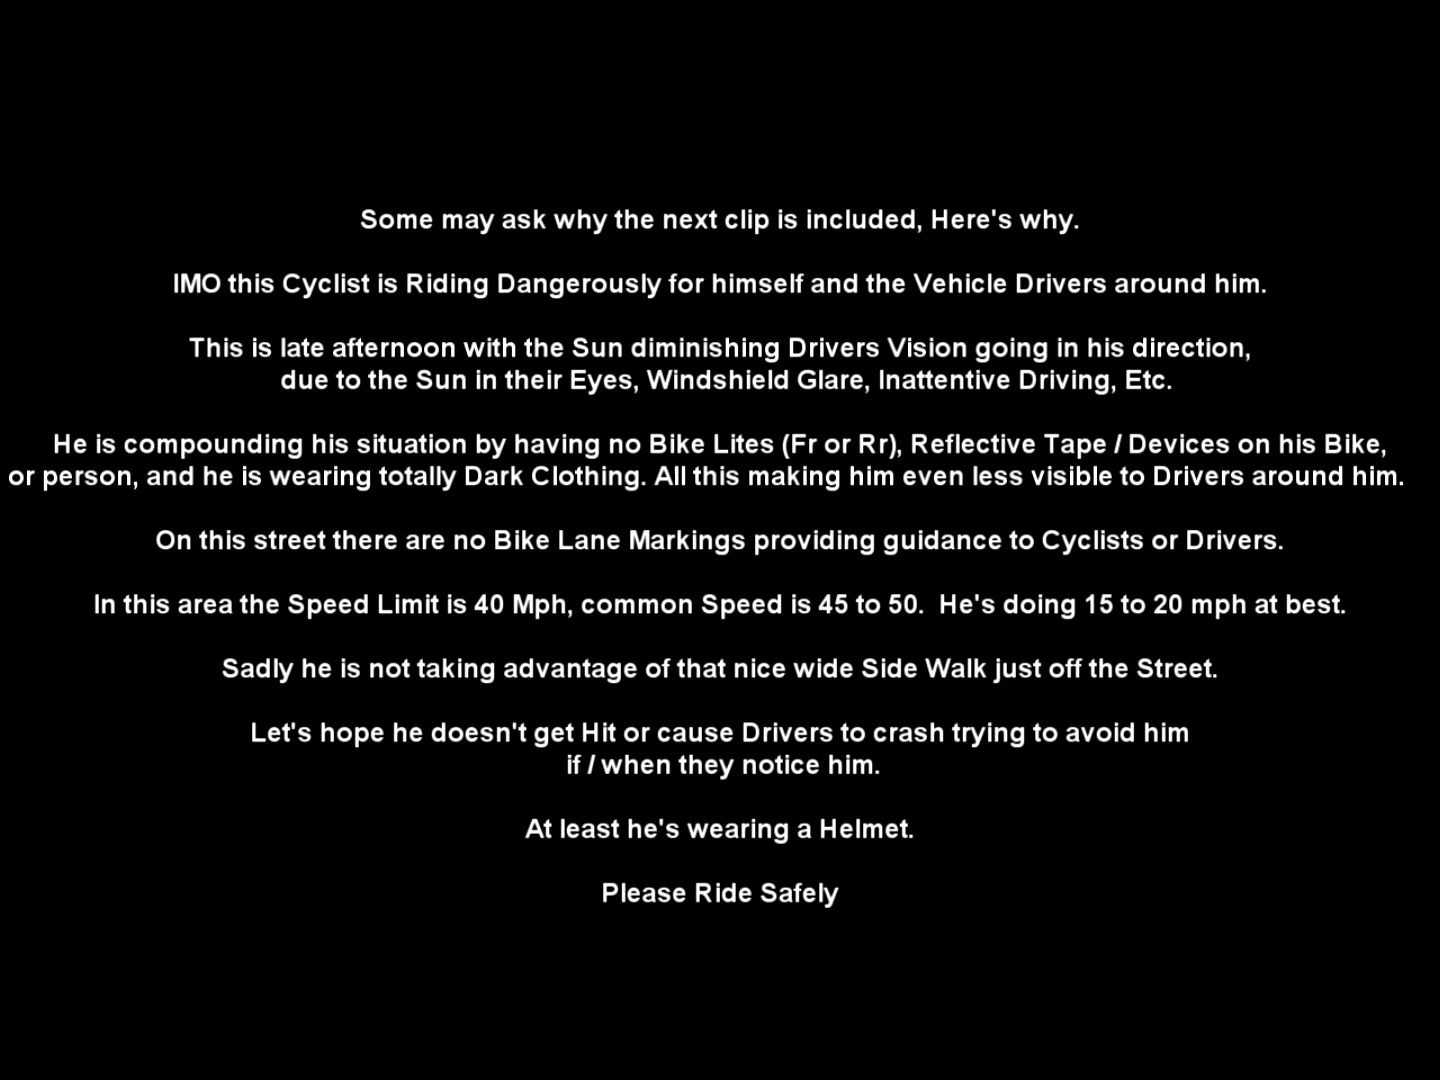 Some may ask why the next clip is included, Here's why.
IMO this Cyclist is Riding Dangerously for himself and the Vehicle Drivers around him.
This is late afternoon with the Sun diminishing Drivers Vision going in his direction,
due to the Sun in their Eyes, Windshield Glare, Inattentive Driving, Etc.
He is compounding his situation by having no Bike Lites (Fr or Rr), Reflective Tape / Devices on his Bike,
or person, and he is wearing totally Dark Clothing. All this making him even less visible to Drivers around him.
On this street there are no Bike Lane Markings providing guidance to Cyclists or Drivers.
In this area the Speed Limit is 40 Mph, common Speed is 45 to 50.  He's doing 15 to 20 mph at best.
Sadly he is not taking advantage of that nice wide Side Walk just off the Street.
Let's hope he doesn't get Hit or cause Drivers to crash trying to avoid him
if / when they notice him.
At least he's wearing a Helmet.
Please Ride Safely